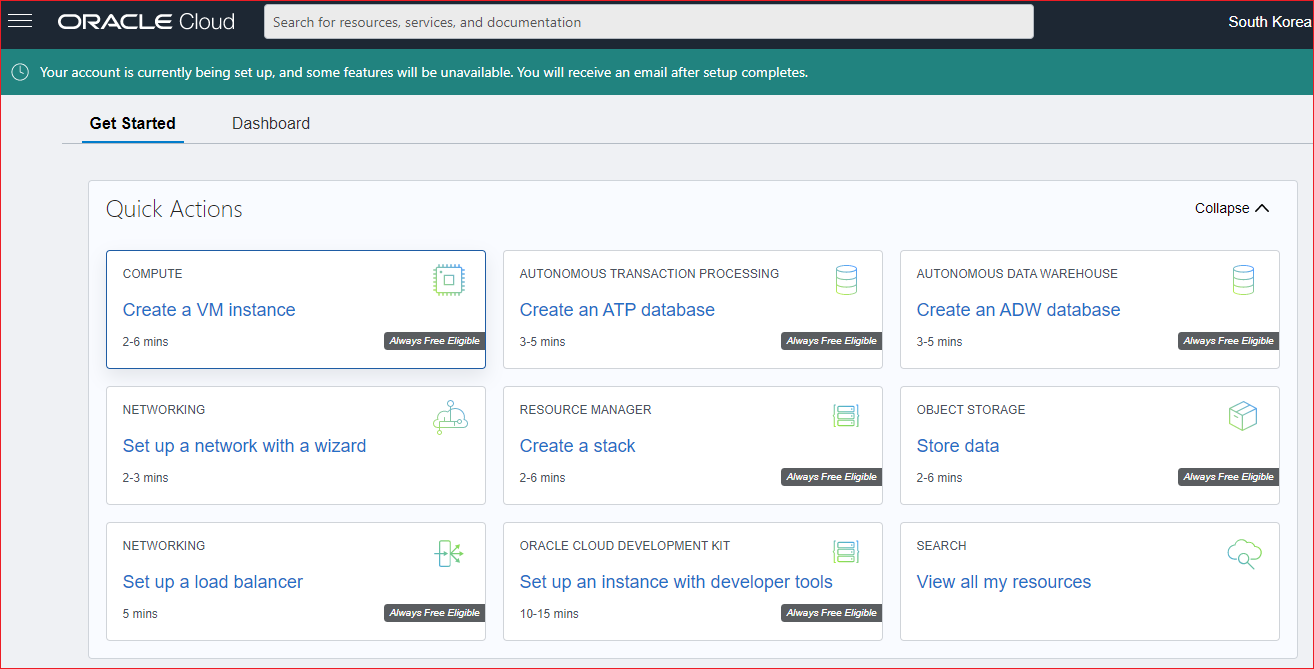 ORACLE Cloud
Search for resources, services, and documentation
South Korea
Your account is currently being set up, and some features will be unavailable. You will receive an email after setup completes.
Get Started
Dashboard
Quick Actions
Collapse
COMPUTE
Create a VM instance
2-6 mins
Always Free Eligible
AUTONOMOUS TRANSACTION PROCESSING
Create an ATP database
3-5 mins
Always Free Eligible
AUTONOMOUS DATA WAREHOUSE
Create an ADW database
3-5 mins
Always Free Eligible
NETWORKING
Set up a network with a wizard
2-3 mins
RESOURCE MANAGER
Create a stack
2-6 mins
Always Free Eligible
OBJECT STORAGE
Store data
2-6 mins
Always Free Eligible
NETWORKING
Set up a load balancer
5 mins
Always Free Eligible
ORACLE CLOUD DEVELOPMENT KIT
Set up an instance with developer tools
10-15 mins
Always Free Eligible
SEARCH
View all my resources